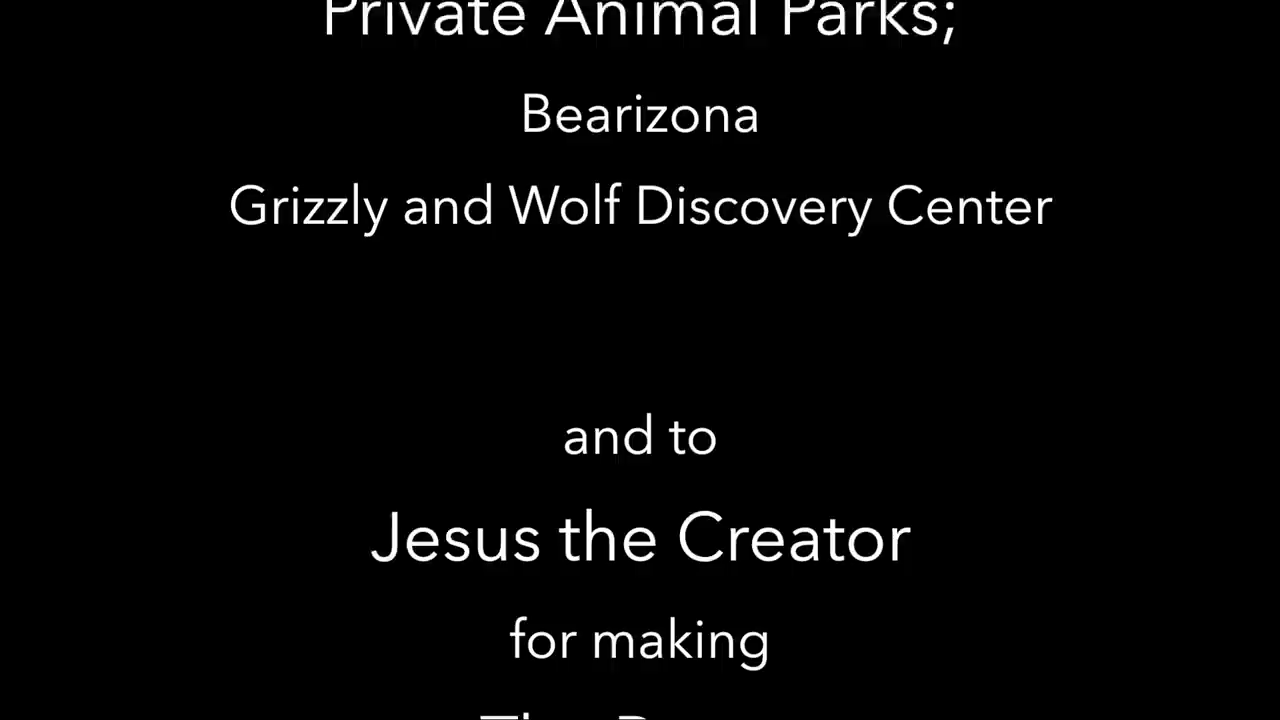 Private Animal Parks;
Bearizona
Grizzly and Wolf Discovery Center
and to
Jesus the Creator
for making